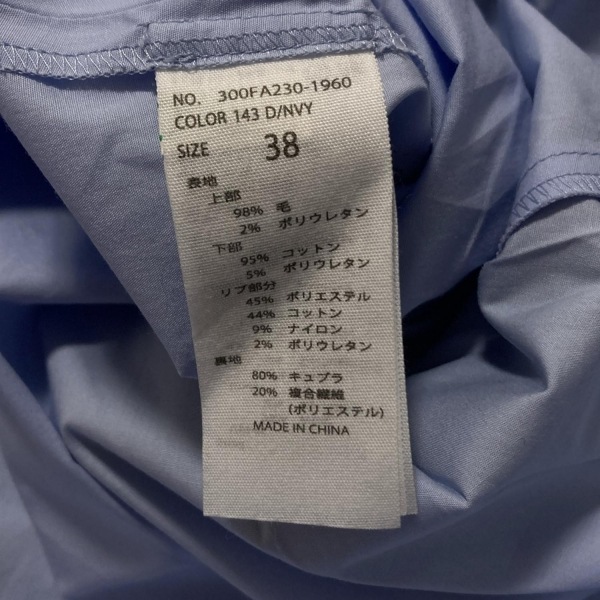 NO. 300FA230-1960
COLOR 143 D/NVY
SIZE 38
表地
上部
98% 毛
2% ポリウレタン
下部
95% コットン
5% ポリウレタン
リブ部分
45% ポリエステル
44% コットン
9% ナイロン
2% ポリウレタン
裏地
80% キュプラ
20% 複合繊維
(ポリエステル)
MADE IN CHINA